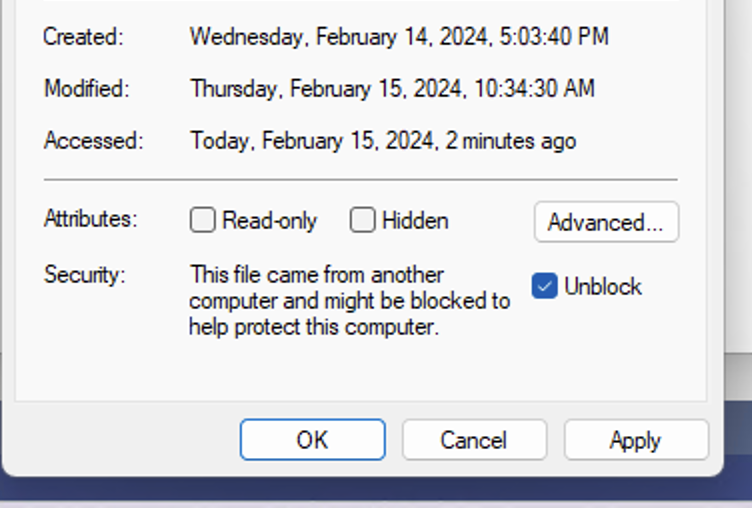 Created: Wednesday, February 14, 2024, 5:03:40 PM
Modified: Thursday, February 15, 2024, 10:34:30 AM
Accessed: Today, February 15, 2024, 2 minutes ago
Attributes: Read-only Hidden Advanced...
Security: This file came from another
computer and might be blocked to
help protect this computer.
Unblock
OK Cancel Apply